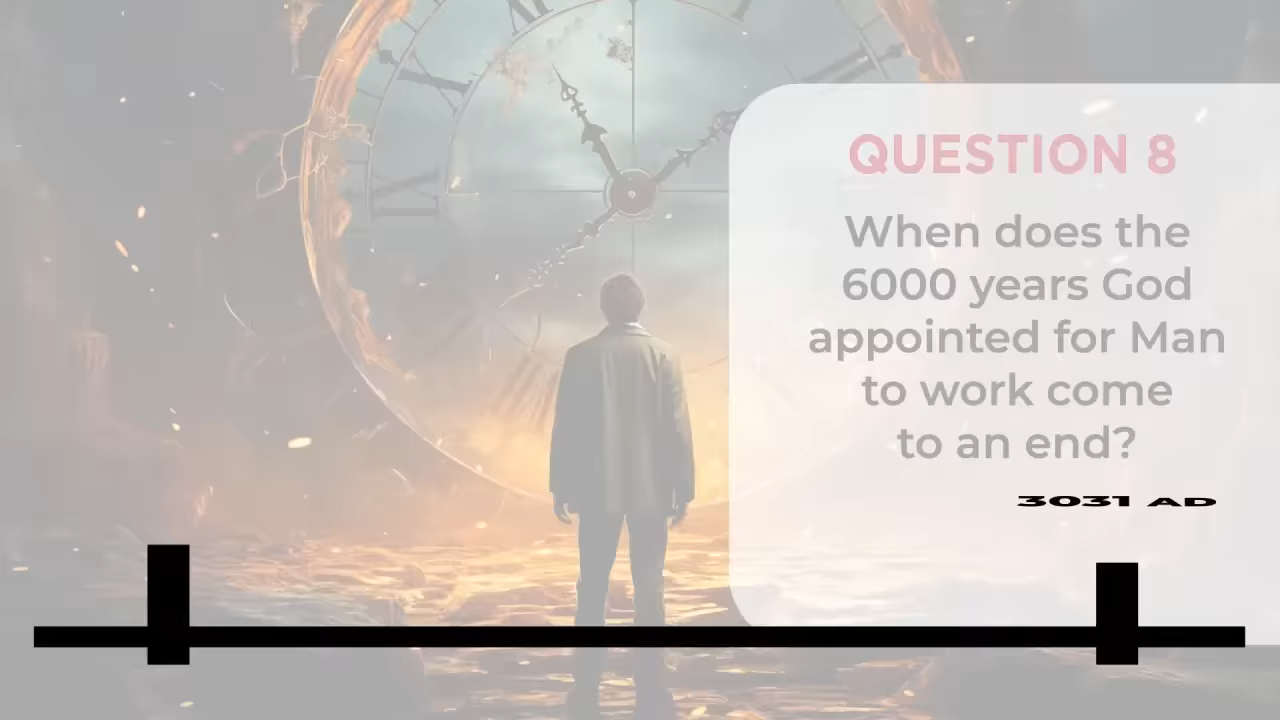 QUESTION 8
When does the
6000 years God
appointed for Man
to work come
to an end?
3031 AD